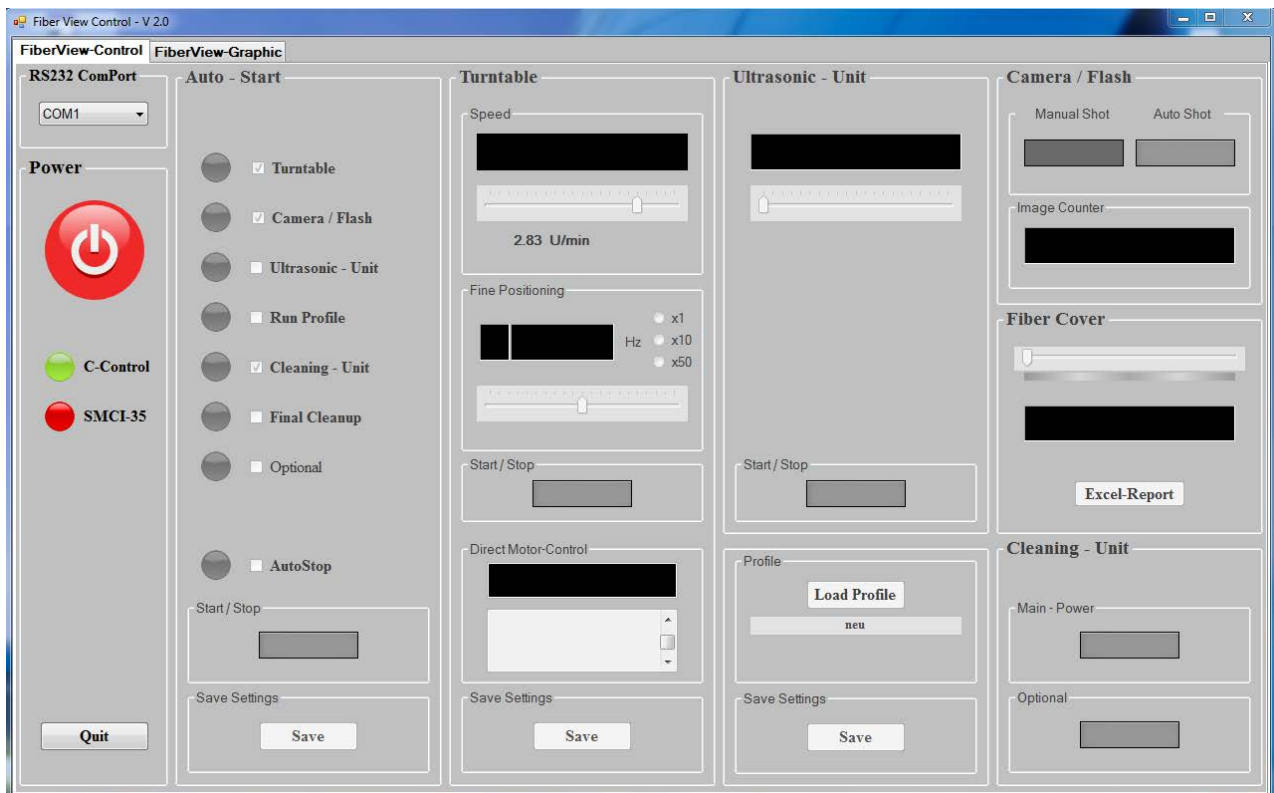 Fiber View Control - V 2.0
FiberView-Control
FiberView-Graphic
RS232 ComPort
COM1
Power
C-Control
SMCI-35
Quit
Auto - Start
Turntable
Camera / Flash
Ultrasonic - Unit
Run Profile
Cleaning - Unit
Final Cleanup
Optional
AutoStop
Start / Stop
Save Settings
Save
Turntable
Speed
2.83 U/min
Fine Positioning
Hz
x1
x10
x50
Start / Stop
Direct Motor-Control
Save Settings
Save
Ultrasonic - Unit
Start / Stop
Profile
Load Profile
neu
Save Settings
Save
Camera / Flash
Manual Shot
Auto Shot
Image Counter
Fiber Cover
Excel-Report
Cleaning - Unit
Main - Power
Optional